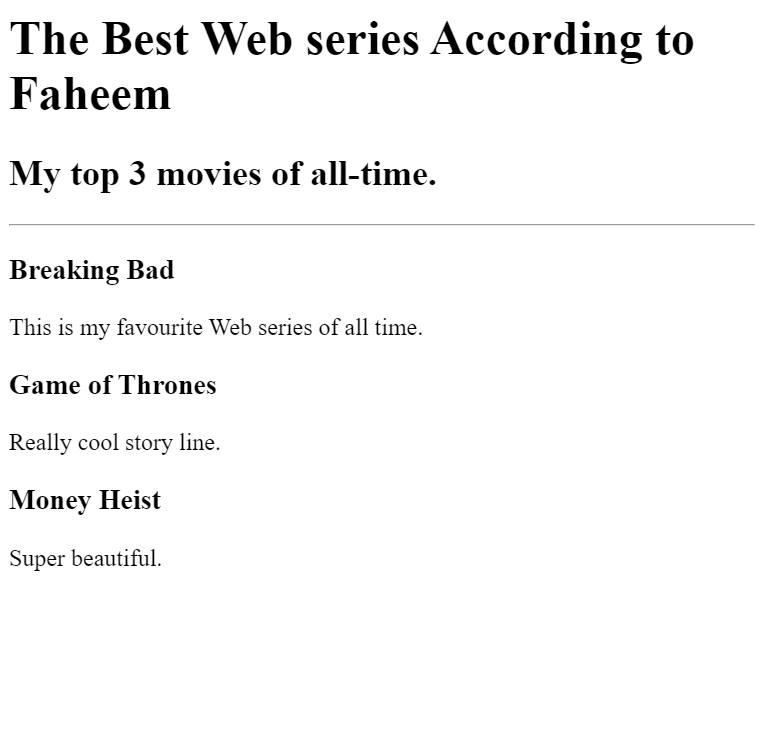 The Best Web series According to
Faheem
My top 3 movies of all-time.
Breaking Bad
This is my favourite Web series of all time.
Game of Thrones
Really cool story line.
Money Heist
Super beautiful.